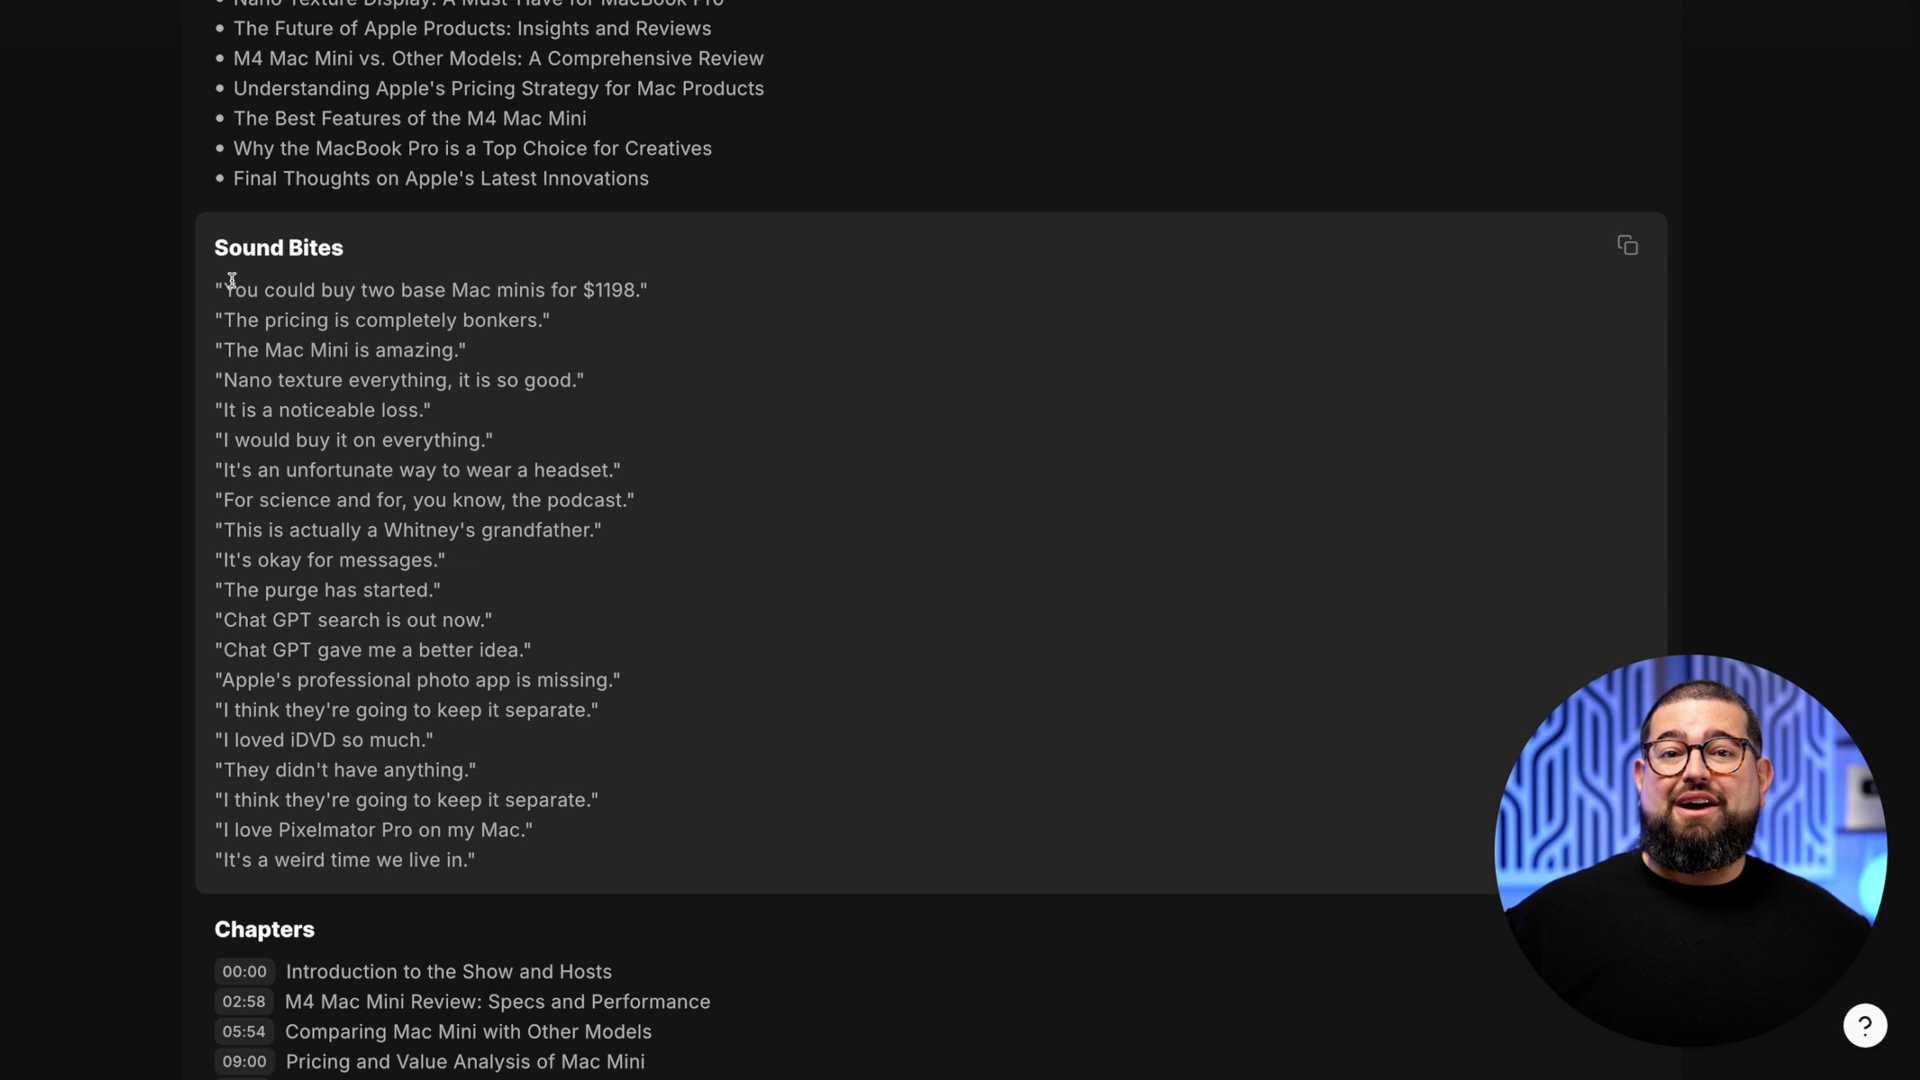 Nano Texture Display: A Must-Have for MacBook Pro
The Future of Apple Products: Insights and Reviews
M4 Mac Mini vs. Other Models: A Comprehensive Review
Understanding Apple's Pricing Strategy for Mac Products
The Best Features of the M4 Mac Mini
Why the MacBook Pro is a Top Choice for Creatives
Final Thoughts on Apple's Latest Innovations
Sound Bites
"You could buy two base Mac minis for $1198."
"The pricing is completely bonkers."
"The Mac Mini is amazing."
"Nano texture everything, it is so good."
"It is a noticeable loss."
"I would buy it on everything."
"It's an unfortunate way to wear a headset."
"For science and for, you know, the podcast."
"This is actually a Whitney's grandfather."
"It's okay for messages."
"The purge has started."
"Chat GPT search is out now."
"Chat GPT gave me a better idea."
"Apple's professional photo app is missing."
"I think they're going to keep it separate."
"I loved iDVD so much."
"They didn't have anything."
"I think they're going to keep it separate."
"I love Pixelmator Pro on my Mac."
"It's a weird time we live in."
Chapters
00:00 Introduction to the Show and Hosts
02:58 M4 Mac Mini Review: Specs and Performance
05:54 Comparing Mac Mini with Other Models
09:00 Pricing and Value Analysis of Mac Mini
?